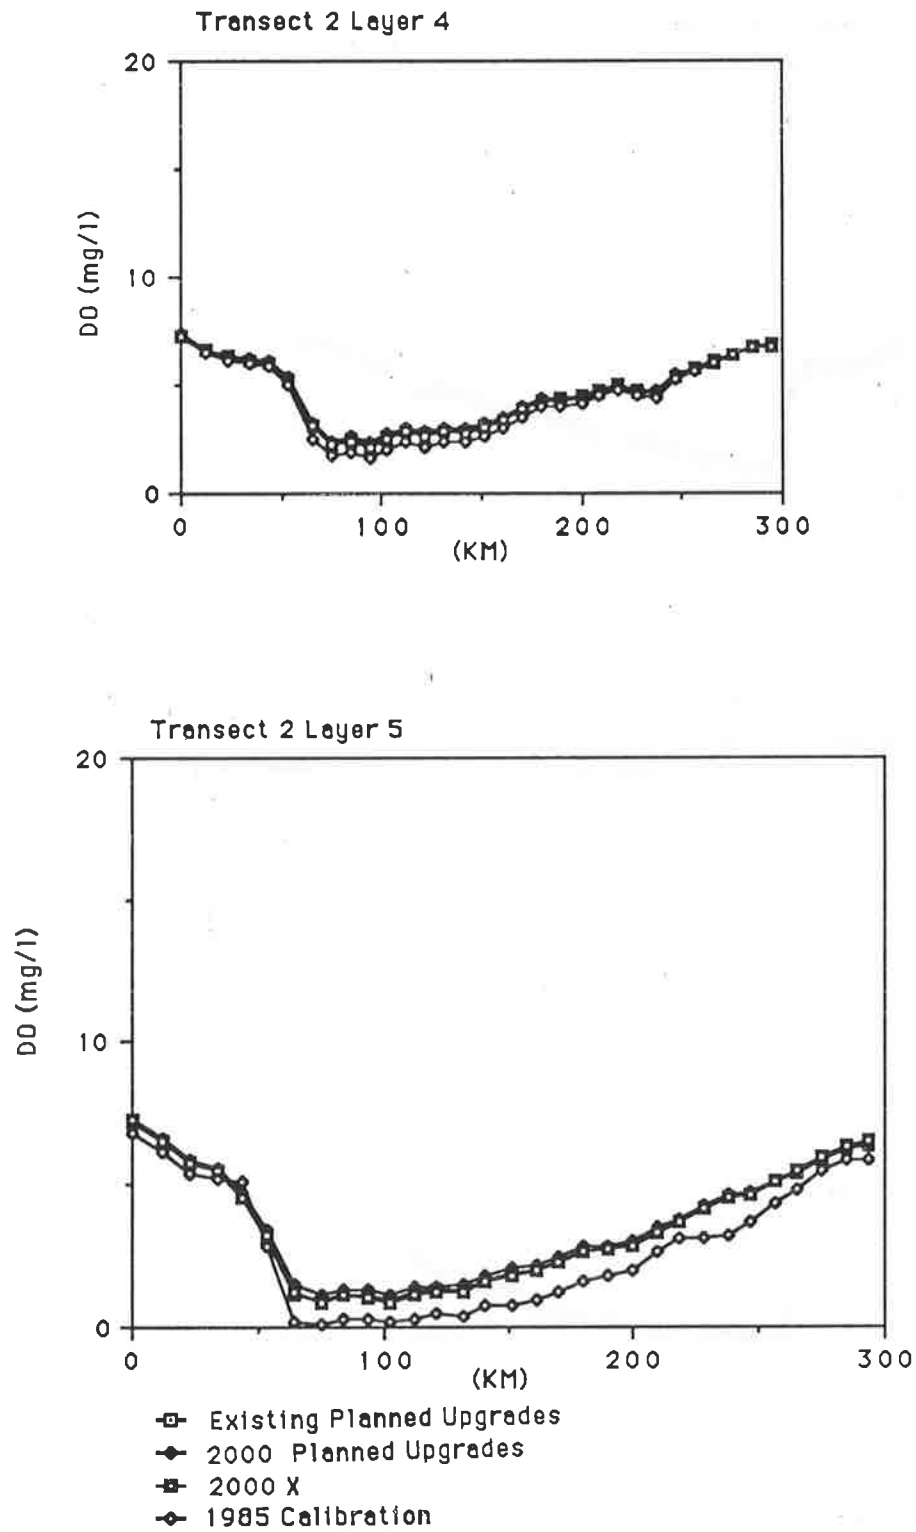 Transect 2 Layer 4
20
10
0
DO (mg/l)
0 100 200 300
(KM)
Transect 2 Layer 5
20
10
0
DO (mg/l)
0 100 200 300
(KM)
Existing Planned Upgrades
2000 Planned Upgrades
2000 X
1985 Calibration